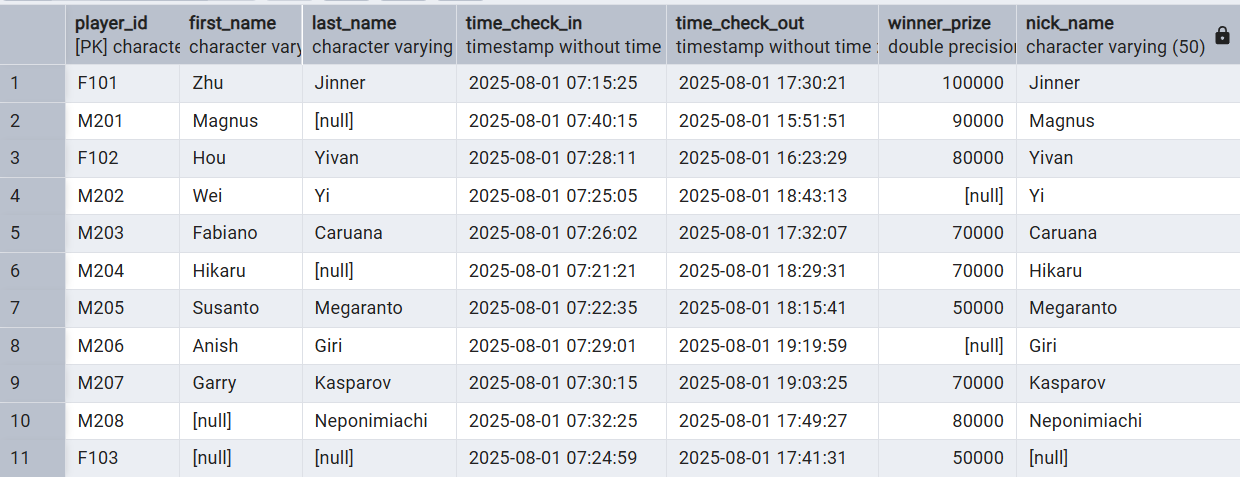 player_id first_name last_name time_check_in time_check_out winner_prize nick_name
[PK] characte character vary character varying timestamp without time timestamp without time double precision character varying (50)
1 F101 Zhu Jinner 2025-08-01 07:15:25 2025-08-01 17:30:21 100000 Jinner
2 M201 Magnus [null] 2025-08-01 07:40:15 2025-08-01 15:51:51 90000 Magnus
3 F102 Hou Yivan 2025-08-01 07:28:11 2025-08-01 16:23:29 80000 Yivan
4 M202 Wei Yi 2025-08-01 07:25:05 2025-08-01 18:43:13 [null] Yi
5 M203 Fabiano Caruana 2025-08-01 07:26:02 2025-08-01 17:32:07 70000 Caruana
6 M204 Hikaru [null] 2025-08-01 07:21:21 2025-08-01 18:29:31 70000 Hikaru
7 M205 Susanto Megaranto 2025-08-01 07:22:35 2025-08-01 18:15:41 50000 Megaranto
8 M206 Anish Giri 2025-08-01 07:29:01 2025-08-01 19:19:59 [null] Giri
9 M207 Garry Kasparov 2025-08-01 07:30:15 2025-08-01 19:03:25 70000 Kasparov
10 M208 [null] Neponimiachi 2025-08-01 07:32:25 2025-08-01 17:49:27 80000 Neponimiachi
11 F103 [null] [null] 2025-08-01 07:24:59 2025-08-01 17:41:31 50000 [null]